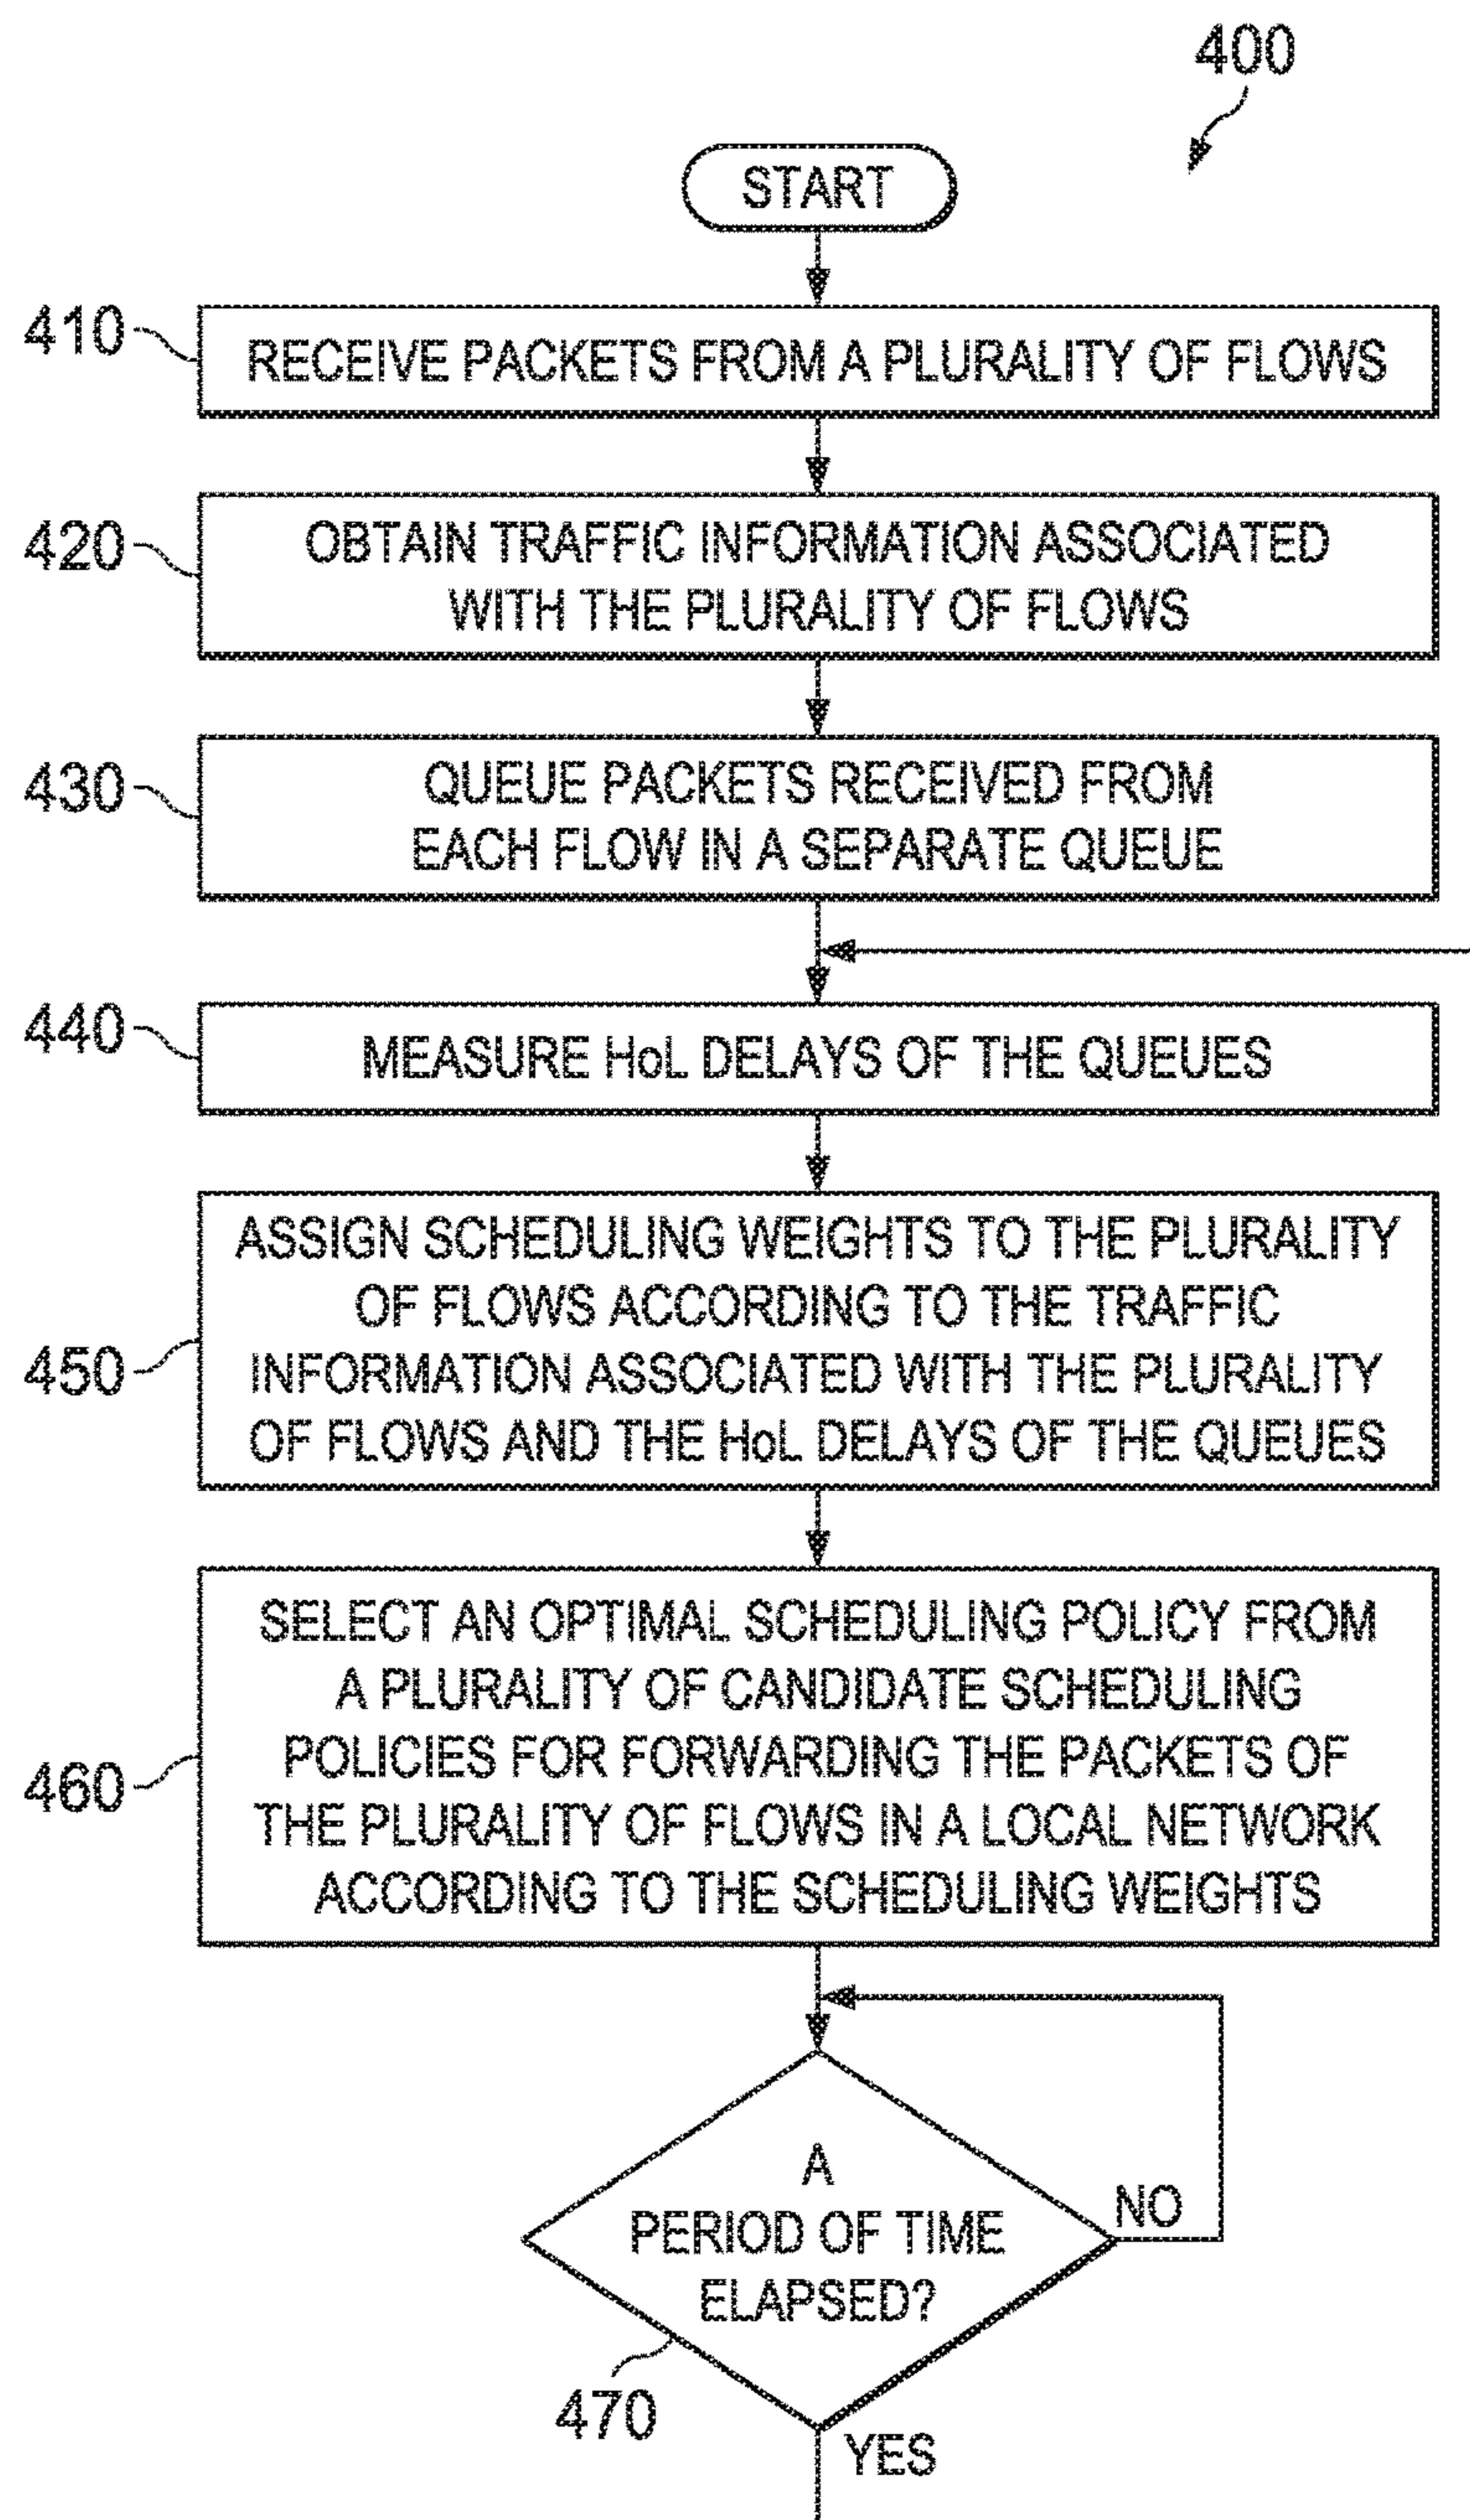 400
START
410
RECEIVE PACKETS FROM A PLURALITY OF FLOWS
420
OBTAIN TRAFFIC INFORMATION ASSOCIATED
WITH THE PLURALITY OF FLOWS
430
QUEUE PACKETS RECEIVED FROM
EACH FLOW IN A SEPARATE QUEUE
440
MEASURE HoL DELAYS OF THE QUEUES
450
ASSIGN SCHEDULING WEIGHTS TO THE PLURALITY
OF FLOWS ACCORDING TO THE TRAFFIC
INFORMATION ASSOCIATED WITH THE PLURALITY
OF FLOWS AND THE HoL DELAYS OF THE QUEUES
460
SELECT AN OPTIMAL SCHEDULING POLICY FROM
A PLURALITY OF CANDIDATE SCHEDULING
POLICIES FOR FORWARDING THE PACKETS OF
THE PLURALITY OF FLOWS IN A LOCAL NETWORK
ACCORDING TO THE SCHEDULING WEIGHTS
A
PERIOD OF TIME
ELAPSED?
NO
470
YES